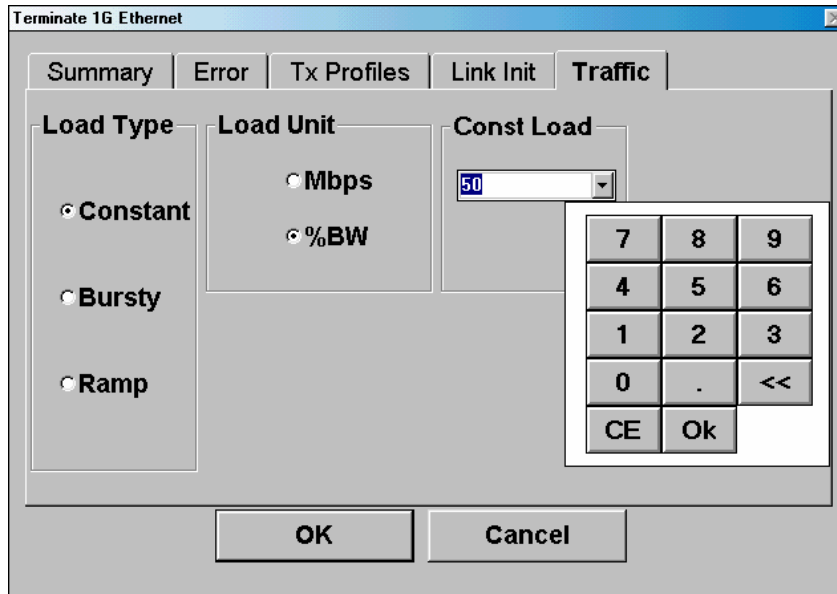 Terminate 1G Ethernet
Summary Error Tx Profiles Link Init Traffic
Load Type
Constant
Bursty
Ramp
Load Unit
Mbps
%BW
Const Load
50
7 8 9
4 5 6
1 2 3
0 . <<
CE Ok
OK Cancel